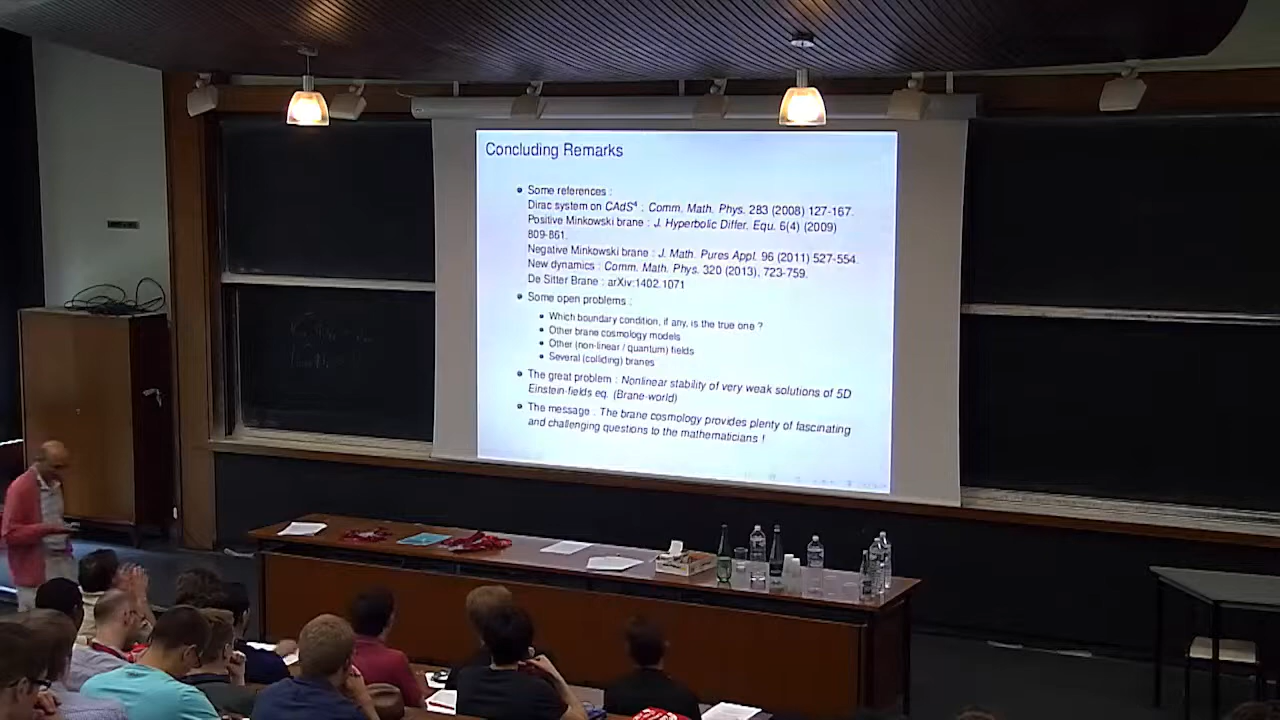 Concluding Remarks
• Some references :
Dirac system on CAdS⁴ : Comm. Math. Phys. 283 (2008) 127-167.
Positive Minkowski brane : J. Hyperbolic Differ. Equ. 6(4) (2009)
809-861.
Negative Minkowski brane : J. Math. Pures Appl. 96 (2011) 527-554.
New dynamics : Comm. Math. Phys. 320 (2013), 723-759.
De Sitter Brane : arXiv:1402.1071
• Some open problems :
• Which boundary condition, if any, is the true one ?
• Other brane cosmology models
• Other (non-linear / quantum) fields
• Several (colliding) branes
• The great problem : Nonlinear stability of very weak solutions of 5D
Einstein-fields eq. (Brane-world)
• The message : The brane cosmology provides plenty of fascinating
and challenging questions to the mathematicians !